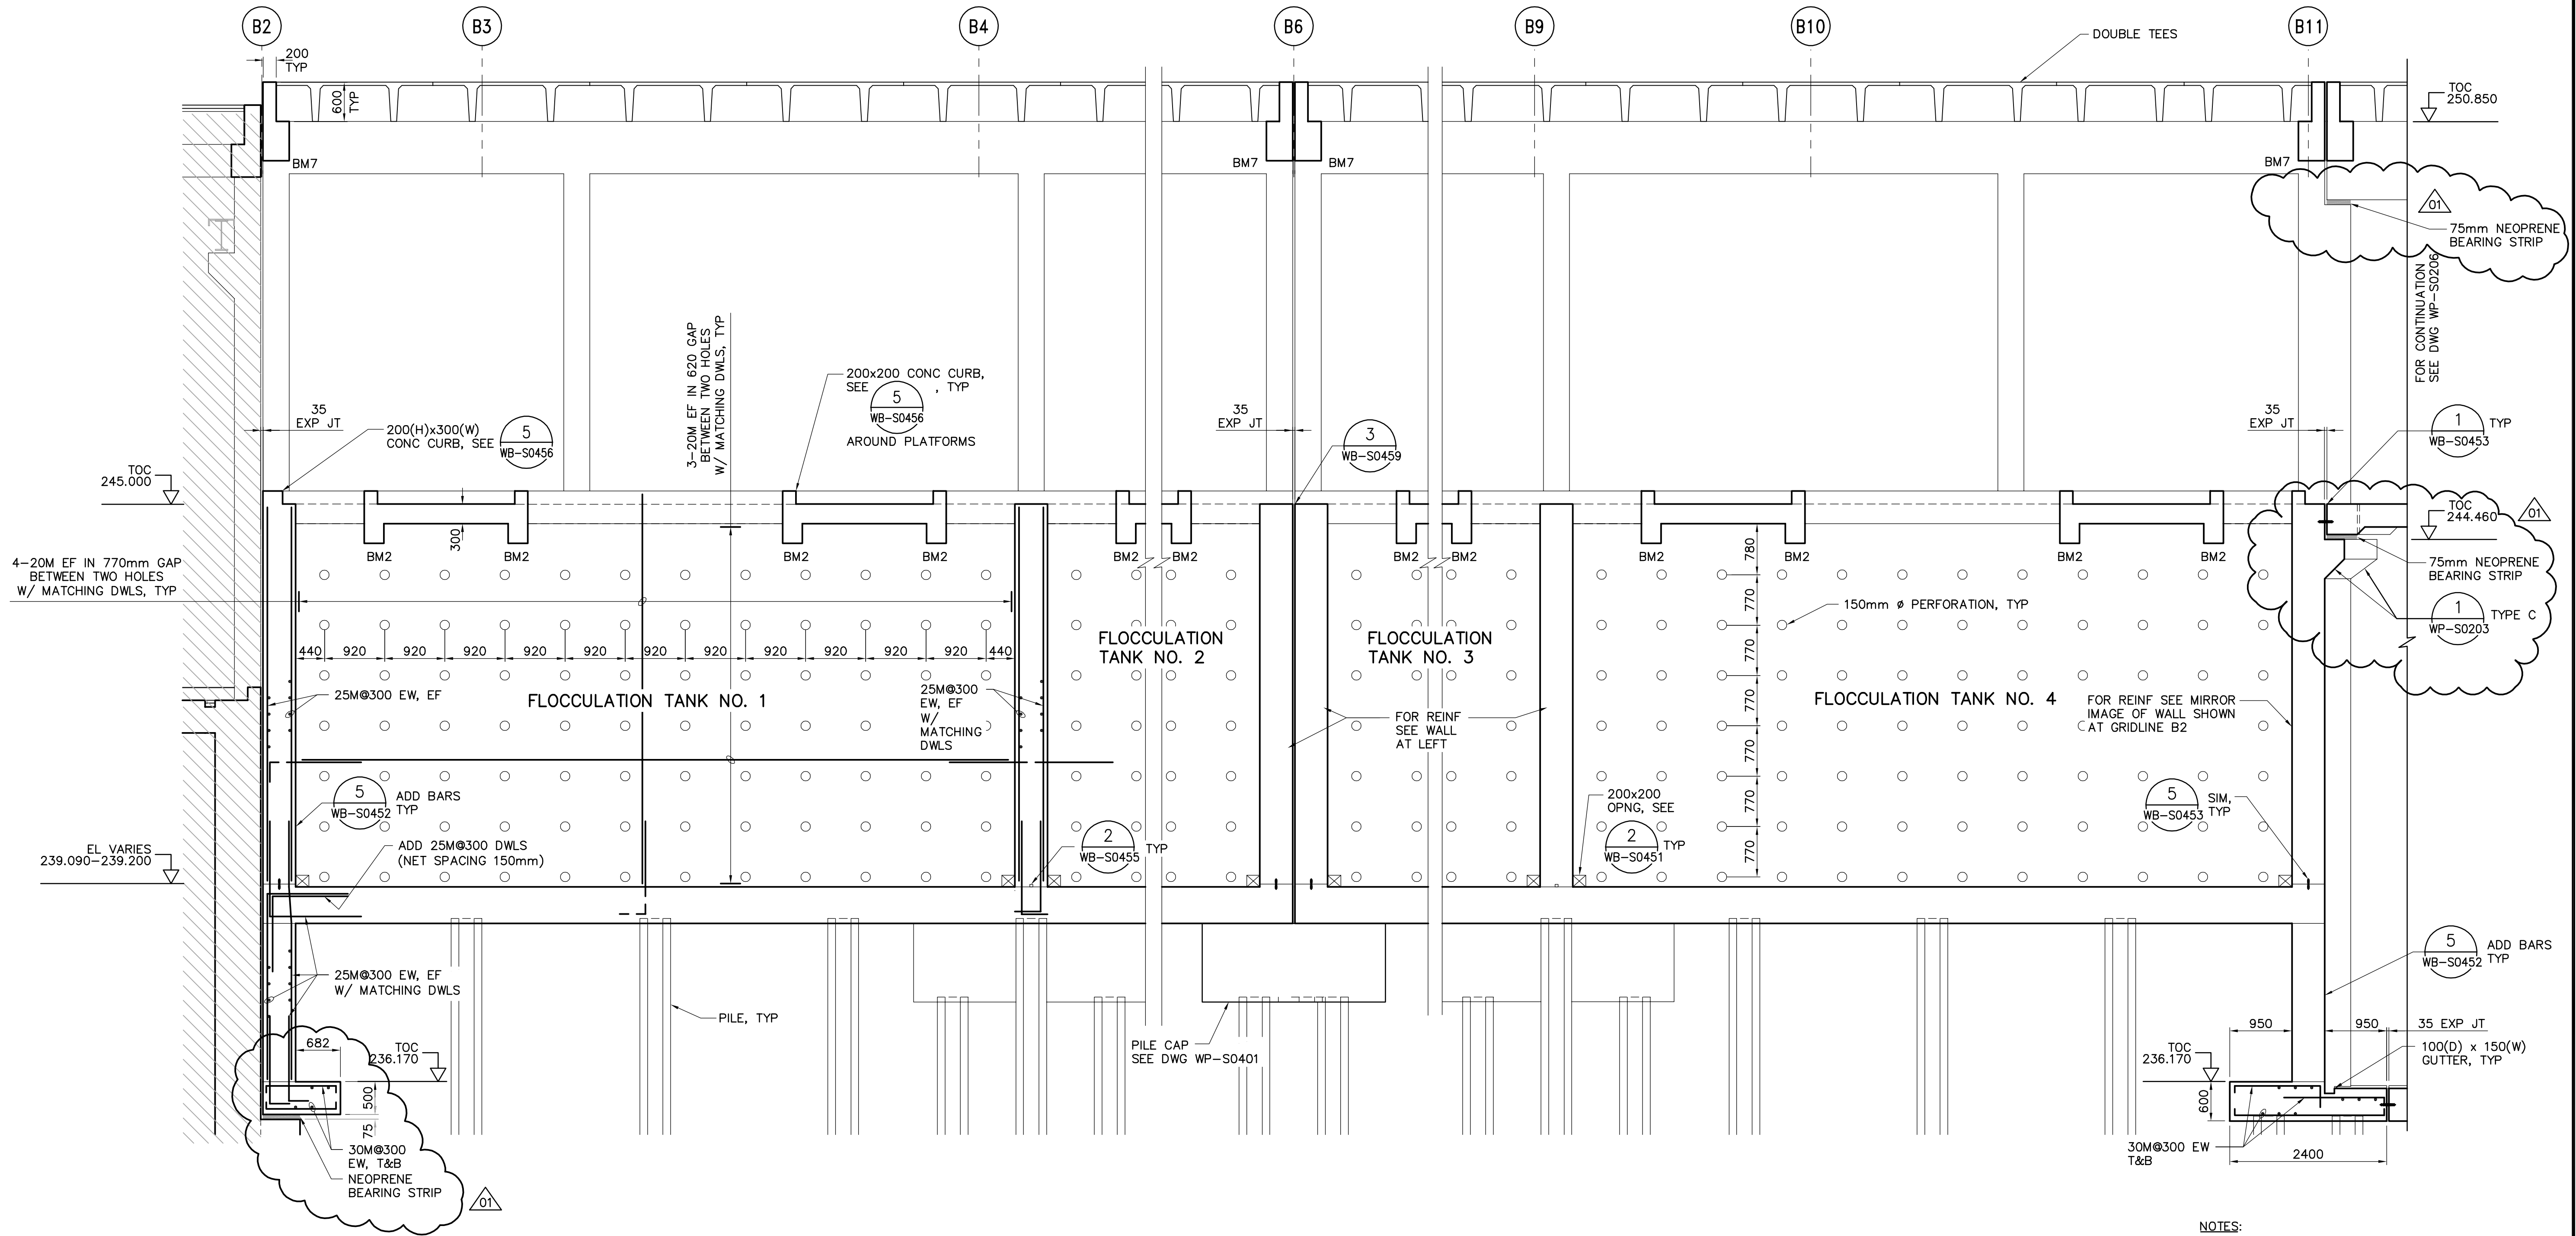 B2
B3
B4
B6
B9
B10
B11
200
TYP
DOUBLE TEES
600
TYP
TOC
250.850
BM7
BM7
BM7
BM7
01
75mm NEOPRENE
BEARING STRIP
FOR CONTINUATION
SEE DWG WP-S0206
3-20M EF IN 620 GAP
BETWEEN TWO HOLES
W/ MATCHING DWLS, TYP
200x200 CONC CURB,
SEE 5 WB-S0456, TYP
AROUND PLATFORMS
35
EXP JT
200(H)x300(W)
CONC CURB, SEE
5
WB-S0456
35
EXP JT
3
WB-S0459
35
EXP JT
1
WB-S0453
TYP
TOC
245.000
TOC
244.460
01
300
BM2
BM2
BM2
BM2
BM2
BM2
BM2
BM2
BM2
BM2
BM2
BM2
780
4-20M EF IN 770mm GAP
BETWEEN TWO HOLES
W/ MATCHING DWLS, TYP
75mm NEOPRENE
BEARING STRIP
770
150mm ø PERFORATION, TYP
1
WP-S0203
TYPE C
440 920 920 920 920 920 920 920 920 920 920 920 440
FLOCCULATION
TANK NO. 2
FLOCCULATION
TANK NO. 3
770
770
770
770
770
25M@300 EW, EF
FLOCCULATION TANK NO. 1
25M@300
EW, EF
W/
MATCHING
DWLS
FLOCCULATION TANK NO. 4
FOR REINF SEE MIRROR
IMAGE OF WALL SHOWN
AT GRIDLINE B2
FOR REINF
SEE WALL
AT LEFT
5
WB-S0452
ADD BARS
TYP
200x200
OPNG, SEE
2
WB-S0451
TYP
5
WB-S0453
SIM,
TYP
ADD 25M@300 DWLS
(NET SPACING 150mm)
2
WB-S0455
TYP
EL VARIES
239.090-239.200
5
WB-S0452
ADD BARS
TYP
25M@300 EW, EF
W/ MATCHING DWLS
PILE, TYP
PILE CAP
SEE DWG WP-S0401
682
TOC
236.170
500
75
30M@300
EW, T&B
NEOPRENE
BEARING STRIP
01
950
950
35 EXP JT
TOC
236.170
100(D) x 150(W)
GUTTER, TYP
600
30M@300 EW
T&B
2400
NOTES: